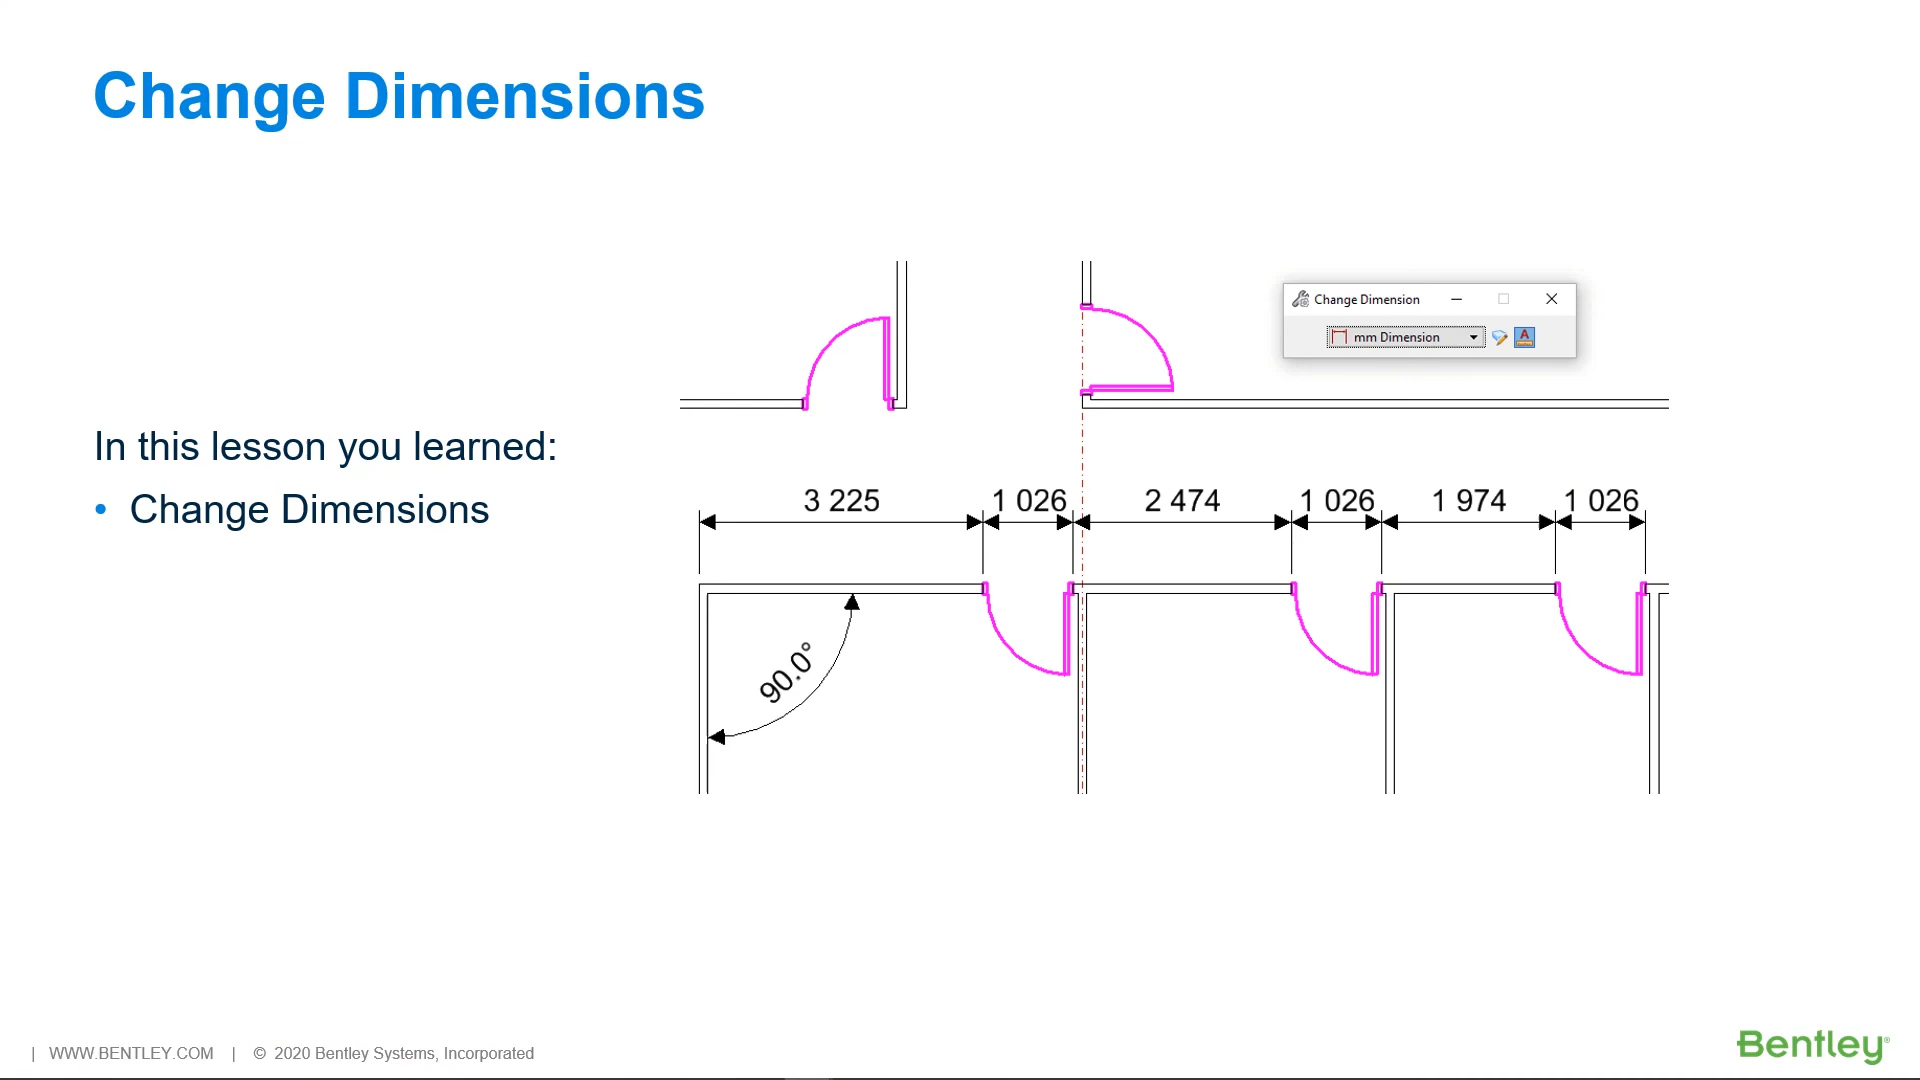 Change Dimensions
Change Dimension
mm Dimension
A
In this lesson you learned:
• Change Dimensions
3 225 1 026 2 474 1 026 1 974 1 026
90.0°
| WWW.BENTLEY.COM | © 2020 Bentley Systems, Incorporated
Bentley®